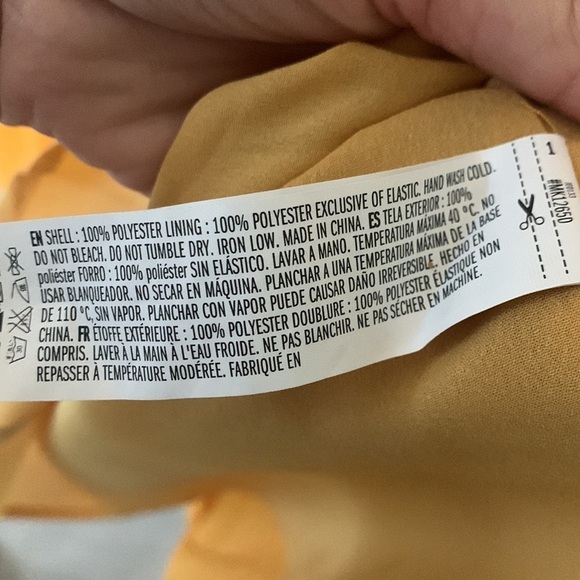 EN SHELL : 100% POLYESTER LINING : 100% POLYESTER EXCLUSIVE OF ELASTIC. HAND WASH COLD.
DO NOT BLEACH. DO NOT TUMBLE DRY. IRON LOW. MADE IN CHINA. ES TELA EXTERIOR : 100%
poliéster FORRO : 100% poliéster SIN ELÁSTICO. LAVAR A MANO. TEMPERATURA MÁXIMA 40 °C. NO
USAR BLANQUEADOR. NO SECAR EN MÁQUINA. PLANCHAR A UNA TEMPERATURA MÁXIMA DE LA BASE
DE 110 °C, SIN VAPOR. PLANCHAR CON VAPOR PUEDE CAUSAR DAÑO IRREVERSIBLE. HECHO EN
CHINA. FR ÉTOFFE EXTÉRIEURE : 100% POLYESTER DOUBLURE : 100% POLYESTER ÉLASTIQUE NON
COMPRIS. LAVER À LA MAIN À L'EAU FROIDE. NE PAS BLANCHIR. NE PAS SÉCHER EN MACHINE.
REPASSER À TEMPÉRATURE MODÉRÉE. FABRIQUÉ EN
1